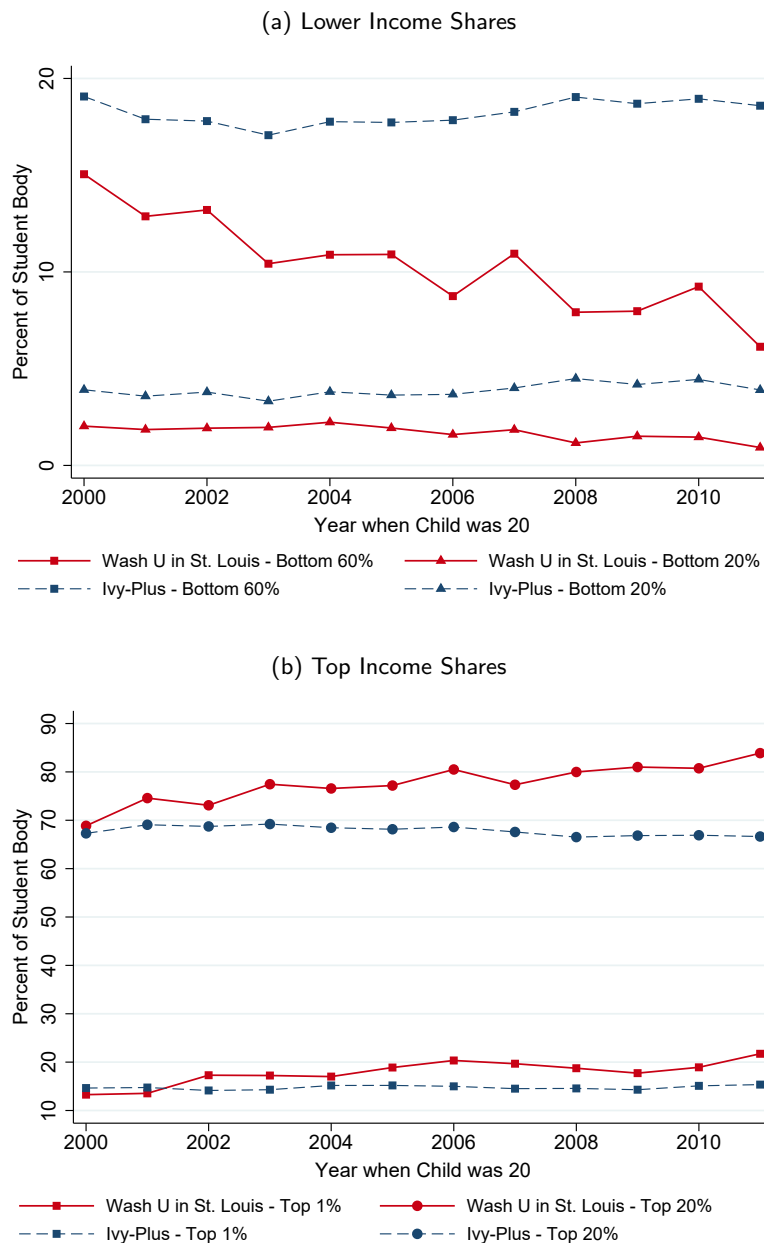 (a) Lower Income Shares
20
10
0
Percent of Student Body
2000 2002 2004 2006 2008 2010
Year when Child was 20
Wash U in St. Louis - Bottom 60% Wash U in St. Louis - Bottom 20%
Ivy-Plus - Bottom 60% Ivy-Plus - Bottom 20%
(b) Top Income Shares
90
80
70
60
50
40
30
20
10
Percent of Student Body
2000 2002 2004 2006 2008 2010
Year when Child was 20
Wash U in St. Louis - Top 1% Wash U in St. Louis - Top 20%
Ivy-Plus - Top 1% Ivy-Plus - Top 20%